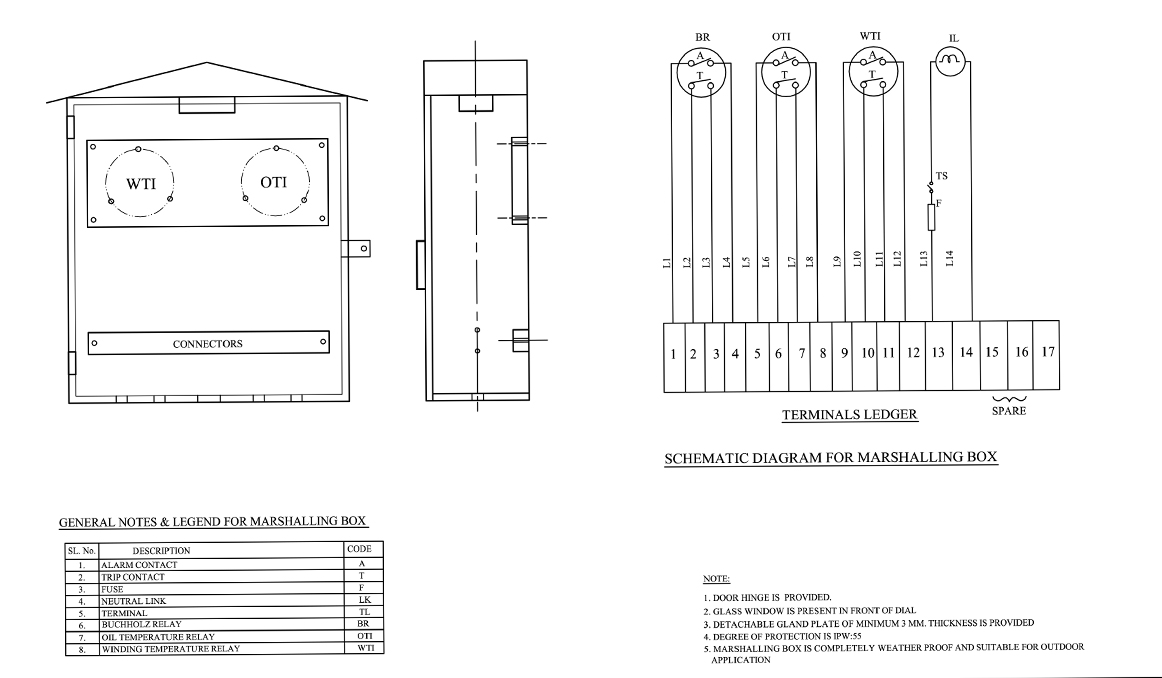 WTI
OTI
CONNECTORS
BR OTI WTI IL
A A A
T T T
TS
F
L1 L2 L3 L4 L5 L6 L7 L8 L9 L10 L11 L12 L13 L14
1 2 3 4 5 6 7 8 9 10 11 12 13 14 15 16 17
TERMINALS LEDGER
SPARE
SCHEMATIC DIAGRAM FOR MARSHALLING BOX
GENERAL NOTES & LEGEND FOR MARSHALLING BOX
SL. No. DESCRIPTION CODE
1. ALARM CONTACT A
2. TRIP CONTACT T
3. FUSE F
4. NEUTRAL LINK LK
5. TERMINAL TL
6. BUCHHOLZ RELAY BR
7. OIL TEMPERATURE RELAY OTI
8. WINDING TEMPERATURE RELAY WTI
NOTE:
1. DOOR HINGE IS PROVIDED.
2. GLASS WINDOW IS PRESENT IN FRONT OF DIAL
3. DETACHABLE GLAND PLATE OF MINIMUM 3 MM. THICKNESS IS PROVIDED
4. DEGREE OF PROTECTION IS IPW:55
5. MARSHALLING BOX IS COMPLETELY WEATHER PROOF AND SUITABLE FOR OUTDOOR
APPLICATION